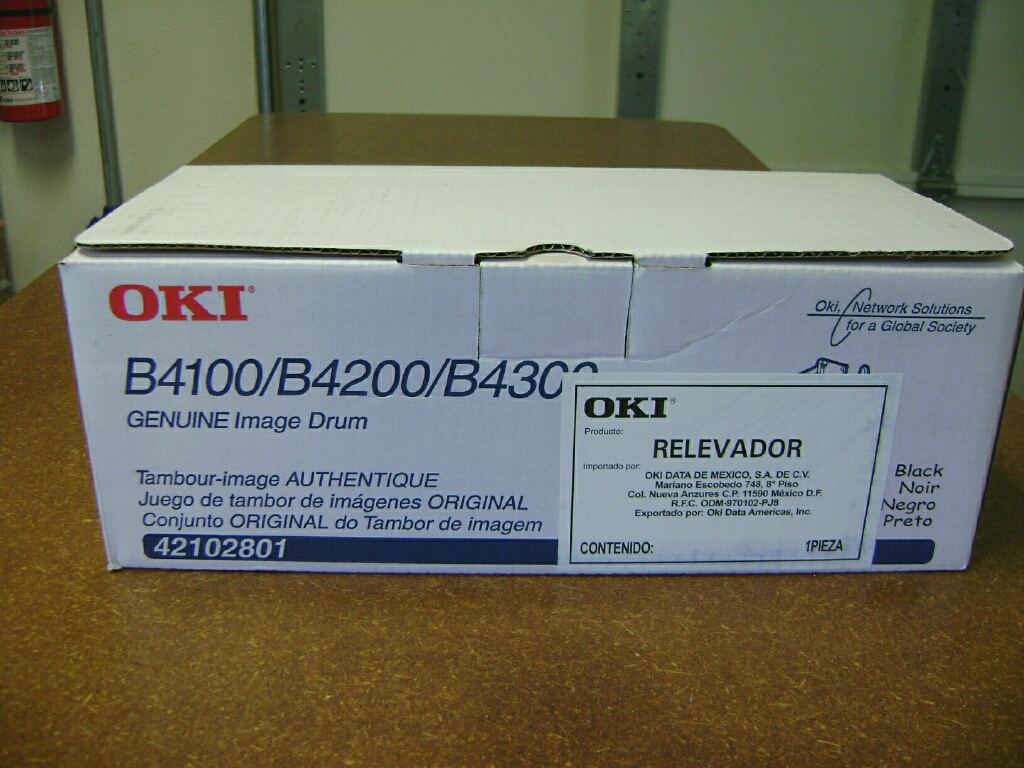 OKI®
Oki, Network Solutions
for a Global Society
B4100/B4200/B4300
GENUINE Image Drum
Tambour-image AUTHENTIQUE
Juego de tambor de imágenes ORIGINAL
Conjunto ORIGINAL do Tambor de imagem
42102801
OKI®
Producto:
RELEVADOR
Importado por:
OKI DATA DE MEXICO, S.A. DE C.V.
Mariano Escobedo 748, 8° Piso
Col. Nueva Anzures C.P. 11590 México D.F.
R.F.C. ODM-970102-PJ8
Exportado por: Oki Data Americas, Inc.
CONTENIDO: 1PIEZA
Black
Noir
Negro
Preto